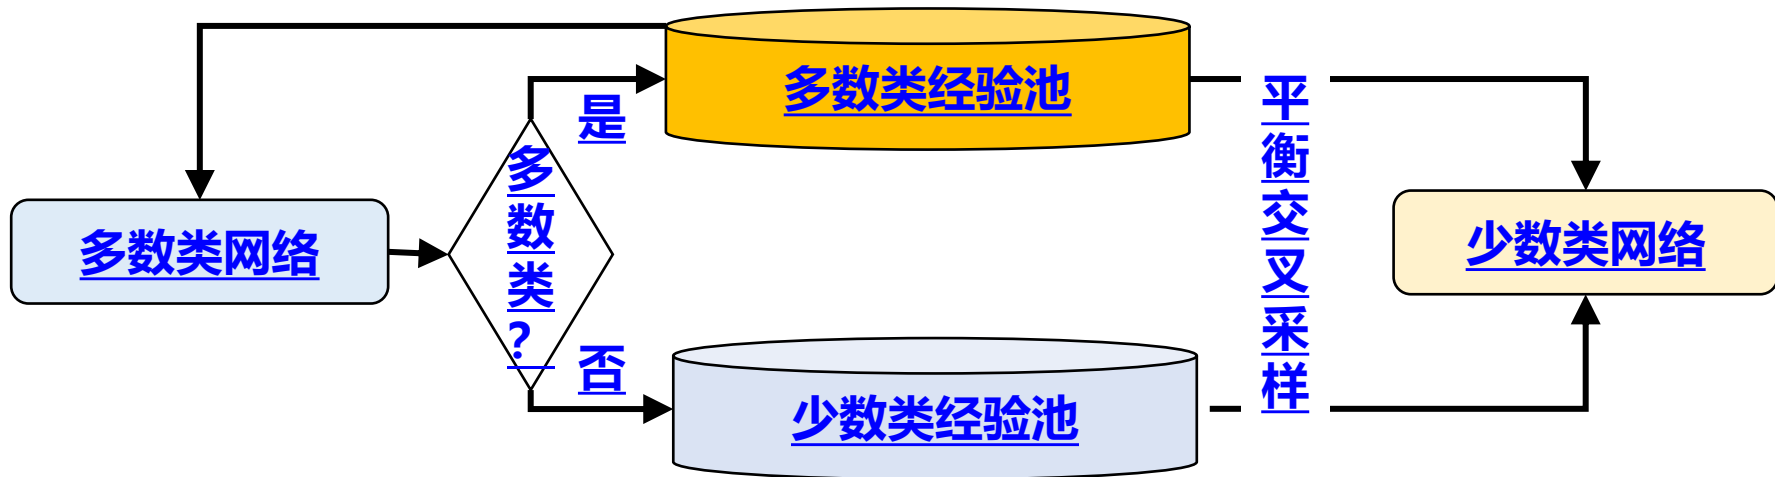 多数类经验池
是
多数类？
平衡交叉采样
多数类网络
少数类网络
否
少数类经验池